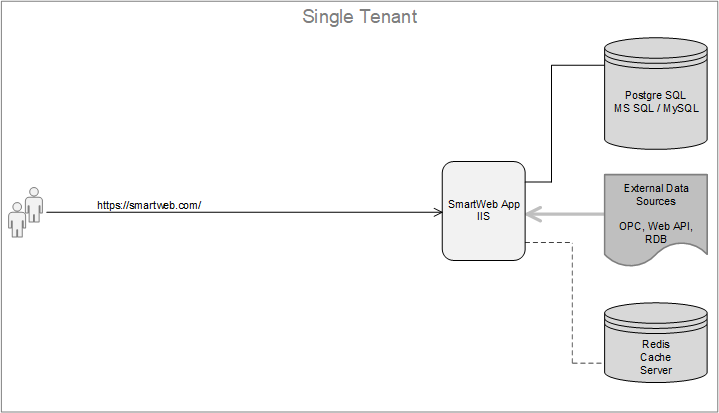 Single Tenant
Postgre SQL
MS SQL / MySQL
https://smartweb.com/
SmartWeb App
IIS
External Data
Sources
OPC, Web API,
RDB
Redis
Cache
Server